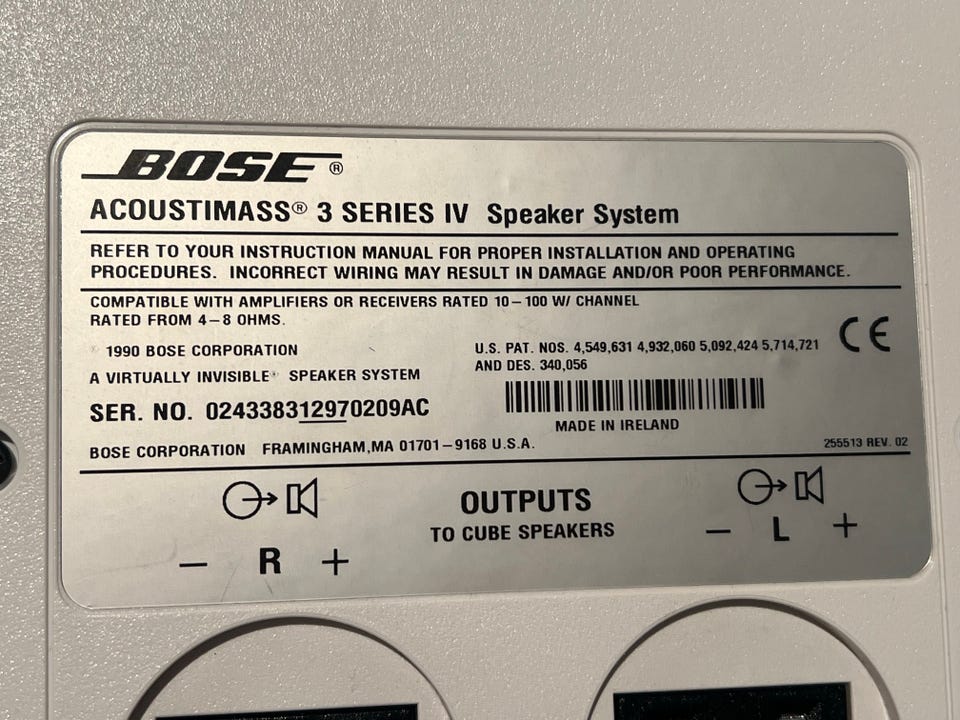 BOSE®
ACOUSTIMASS® 3 SERIES IV Speaker System
REFER TO YOUR INSTRUCTION MANUAL FOR PROPER INSTALLATION AND OPERATING
PROCEDURES. INCORRECT WIRING MAY RESULT IN DAMAGE AND/OR POOR PERFORMANCE.
COMPATIBLE WITH AMPLIFIERS OR RECEIVERS RATED 10–100 W/ CHANNEL
RATED FROM 4–8 OHMS.
1990 BOSE CORPORATION
A VIRTUALLY INVISIBLE® SPEAKER SYSTEM
SER. NO. 024338312970209AC
U.S. PAT. NOS. 4,549,631 4,932,060 5,092,424 5,714,721
AND DES. 340,056
CE
MADE IN IRELAND
BOSE CORPORATION FRAMINGHAM,MA 01701–9168 U.S.A.
255513 REV. 02
OUTPUTS
TO CUBE SPEAKERS
– R +
– L +